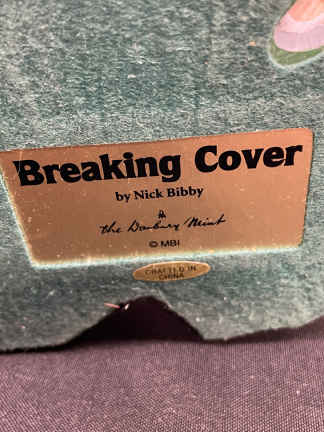 Breaking Cover
by Nick Bibby
the Danbury Mint
© MBI
CRAFTED IN
CHINA